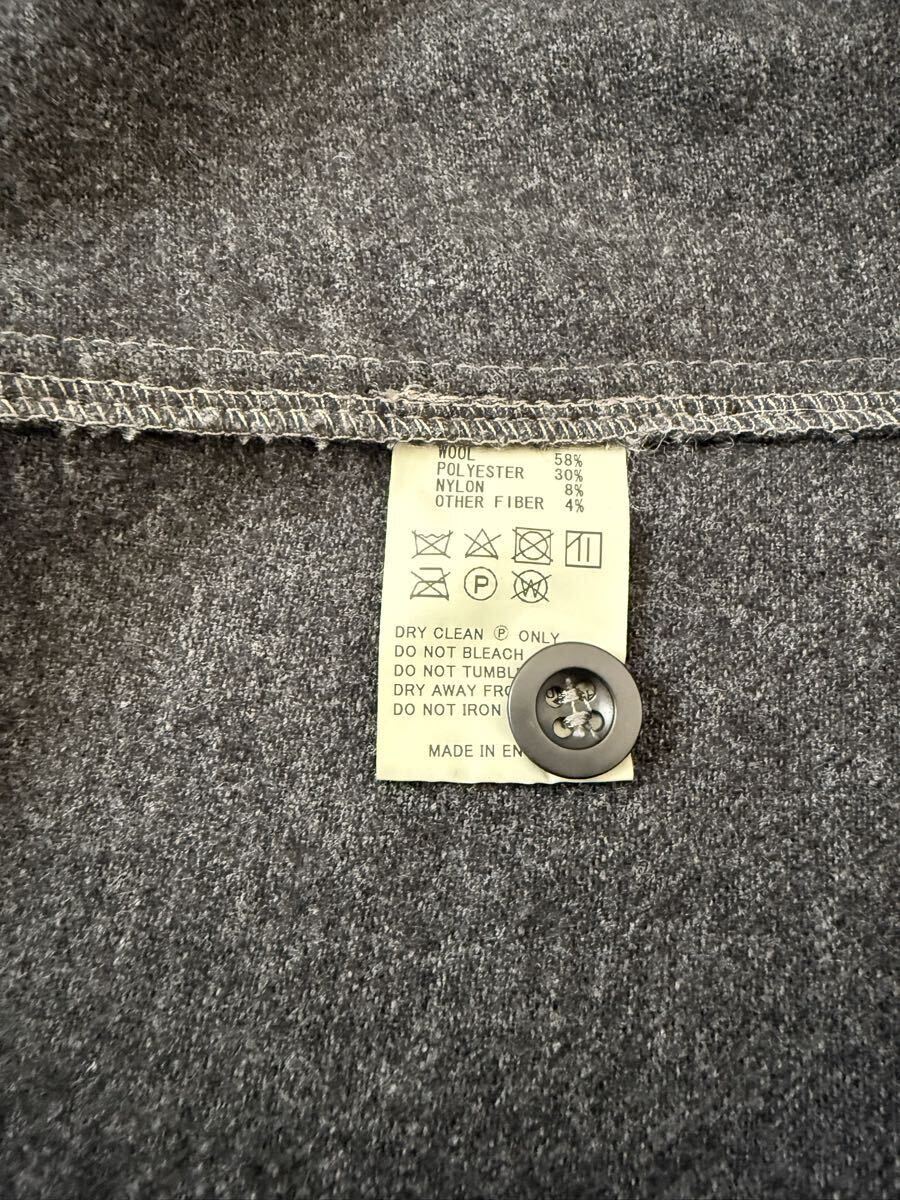 WOOL 58%
POLYESTER 30%
NYLON 8%
OTHER FIBER 4%
P W
DRY CLEAN Ⓟ ONLY
DO NOT BLEACH
DO NOT TUMBL
DRY AWAY FRO
DO NOT IRON
MADE IN EN